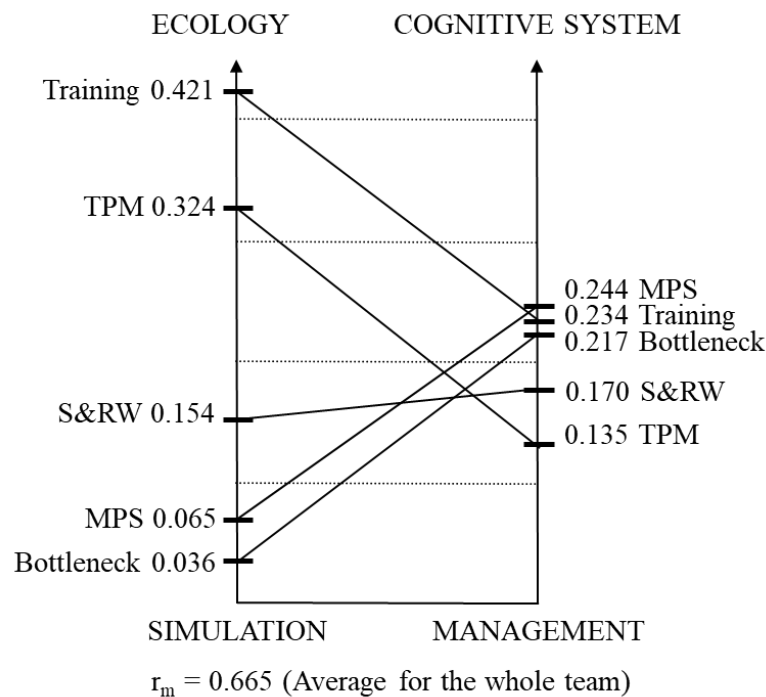 ECOLOGY COGNITIVE SYSTEM
Training 0.421
TPM 0.324
0.244 MPS
0.234 Training
0.217 Bottleneck
0.170 S&RW
S&RW 0.154
0.135 TPM
MPS 0.065
Bottleneck 0.036
SIMULATION MANAGEMENT
rₘ = 0.665 (Average for the whole team)